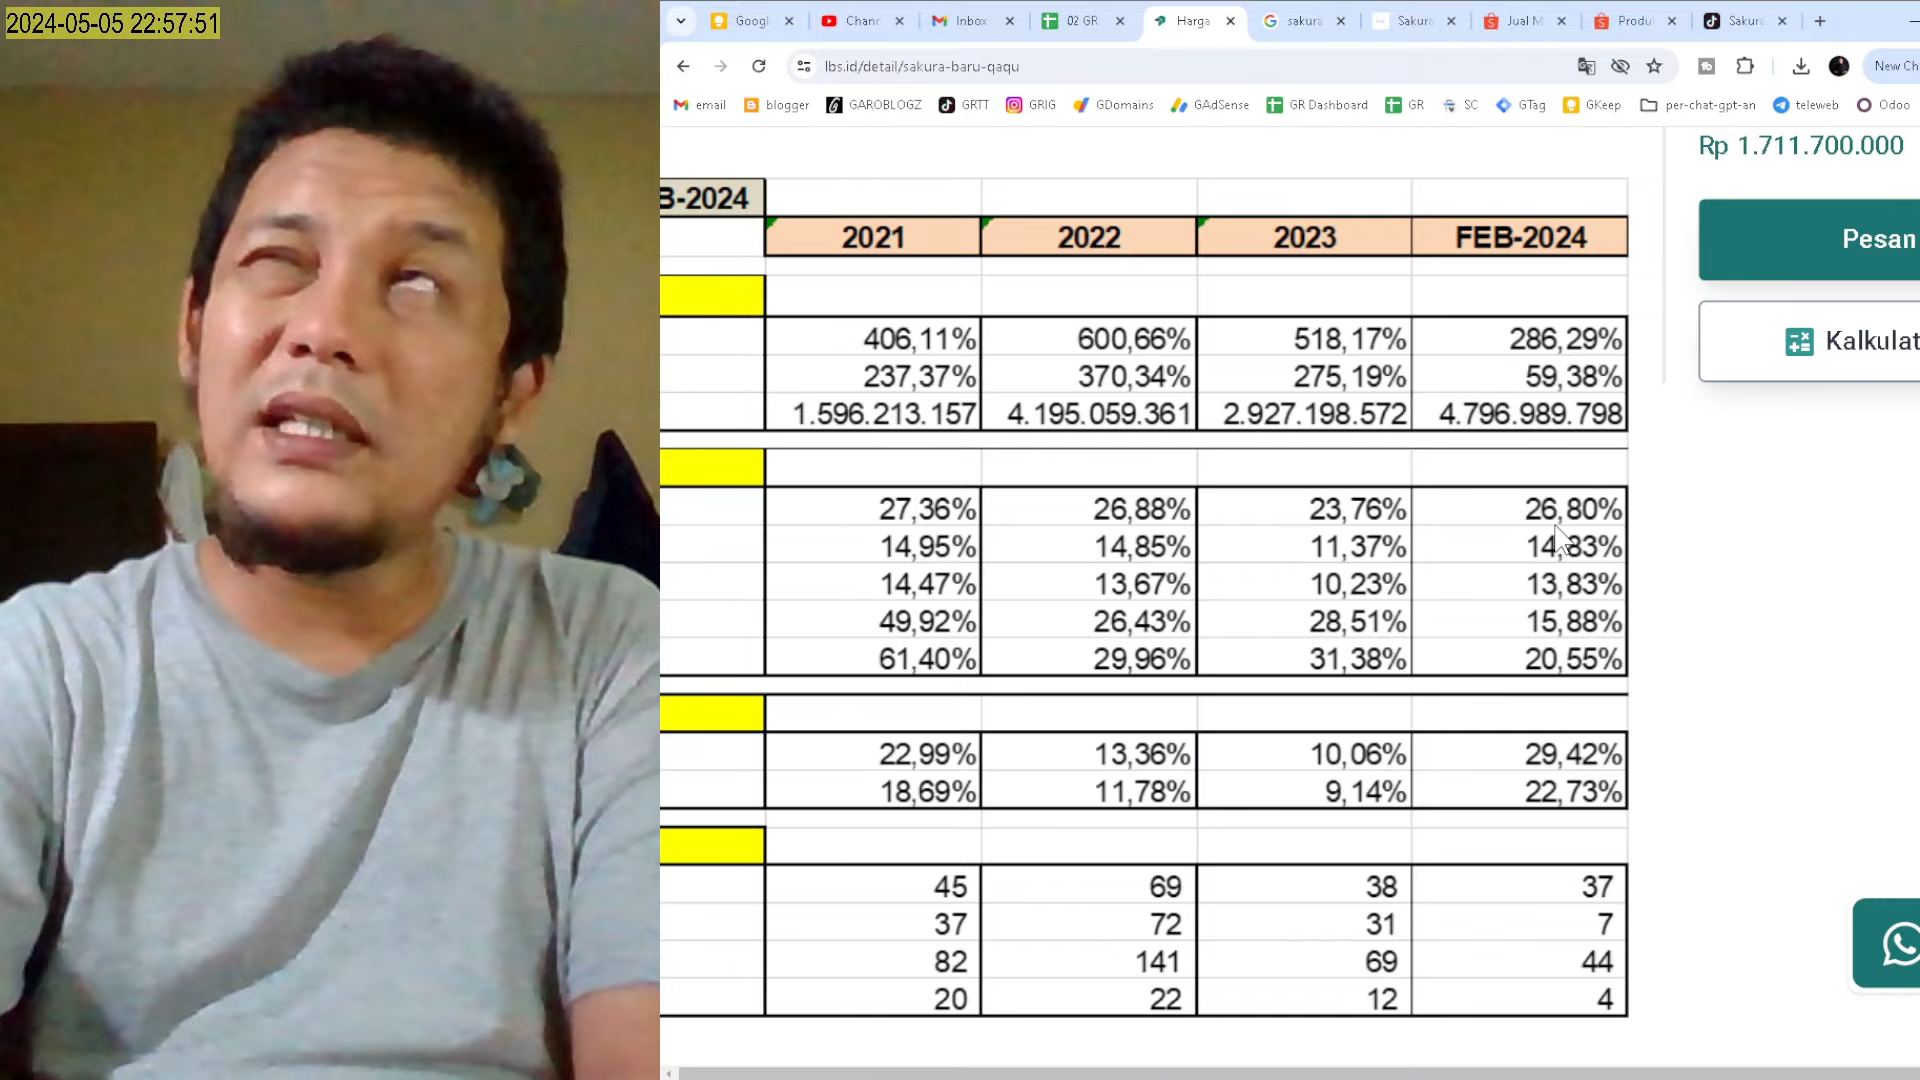 2024-05-05 22:57:51
Googl
Chann
Inbox
02 GR
Harga
sakura
Sakura
Jual M
Produ
Sakura
lbs.id/detail/sakura-baru-qaqu
New Ch
email
blogger
GAROBLOGZ
GRTT
GRIG
GDomains
GAdSense
GR Dashboard
GR
SC
GTag
GKeep
per-chat-gpt-an
teleweb
Odoo
Rp 1.711.700.000
Pesan
Kalkulat
B-2024
2021 2022 2023 FEB-2024
406,11% 600,66% 518,17% 286,29%
237,37% 370,34% 275,19% 59,38%
1.596.213.157 4.195.059.361 2.927.198.572 4.796.989.798
27,36% 26,88% 23,76% 26,80%
14,95% 14,85% 11,37% 14,83%
14,47% 13,67% 10,23% 13,83%
49,92% 26,43% 28,51% 15,88%
61,40% 29,96% 31,38% 20,55%
22,99% 13,36% 10,06% 29,42%
18,69% 11,78% 9,14% 22,73%
45 69 38 37
37 72 31 7
82 141 69 44
20 22 12 4